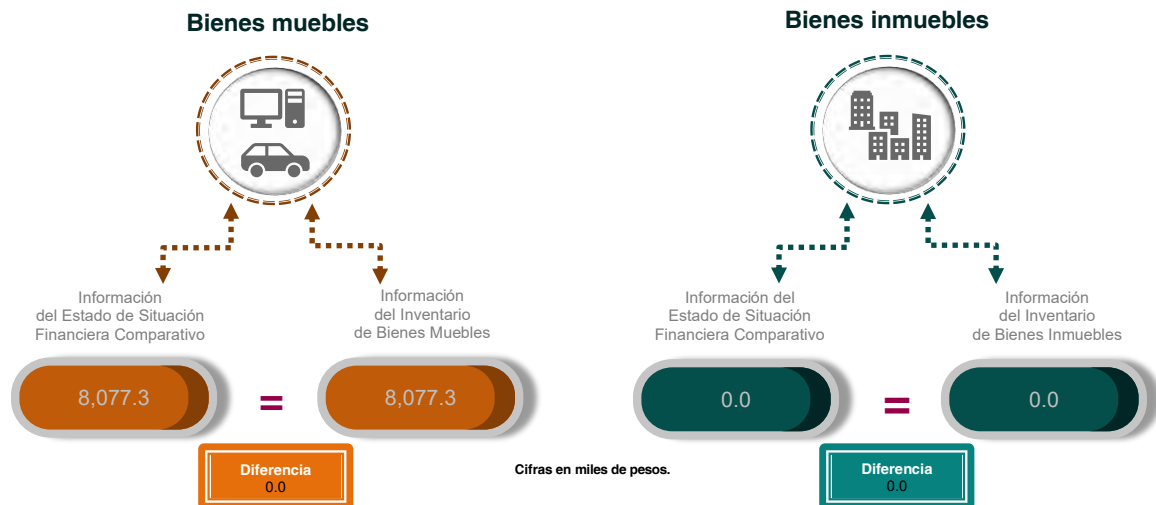 Bienes muebles
Información
del Estado de Situación
Financiera Comparativo
Información
del Inventario
de Bienes Muebles
8,077.3
=
8,077.3
Diferencia
0.0
Bienes inmuebles
Información del
Estado de Situación
Financiera Comparativo
Información
del Inventario
de Bienes Inmuebles
0.0
=
0.0
Diferencia
0.0
Cifras en miles de pesos.